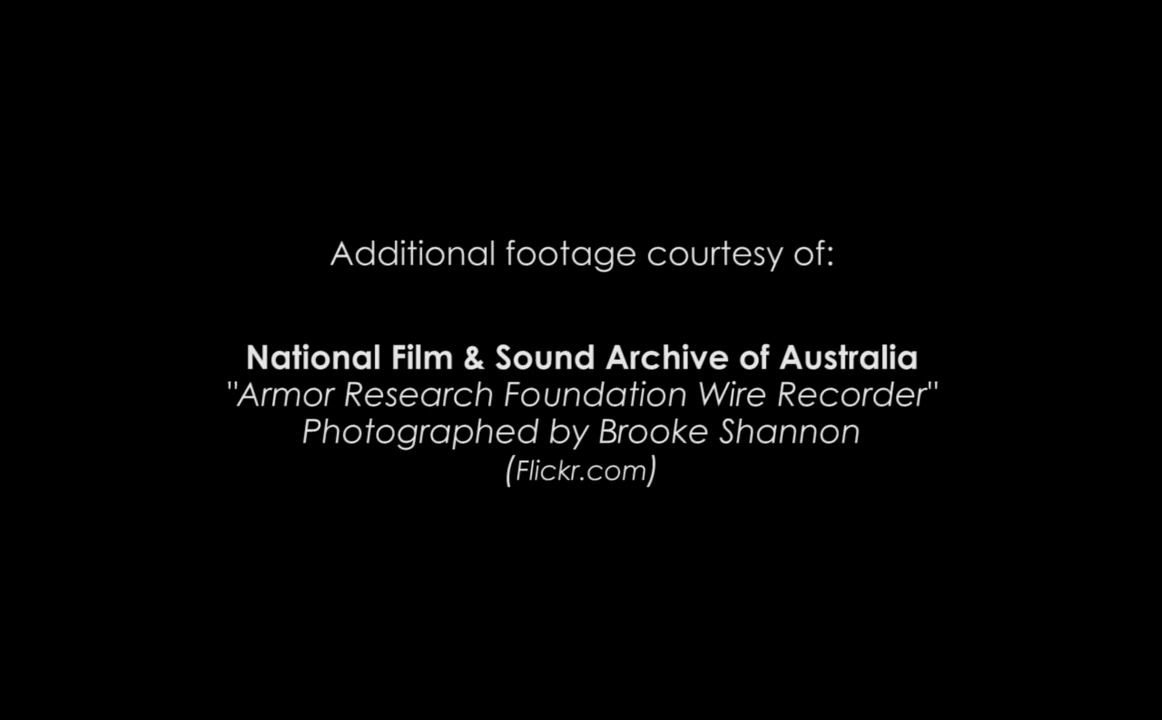 Additional footage courtesy of:
National Film & Sound Archive of Australia
"Armor Research Foundation Wire Recorder"
Photographed by Brooke Shannon
(Flickr.com)